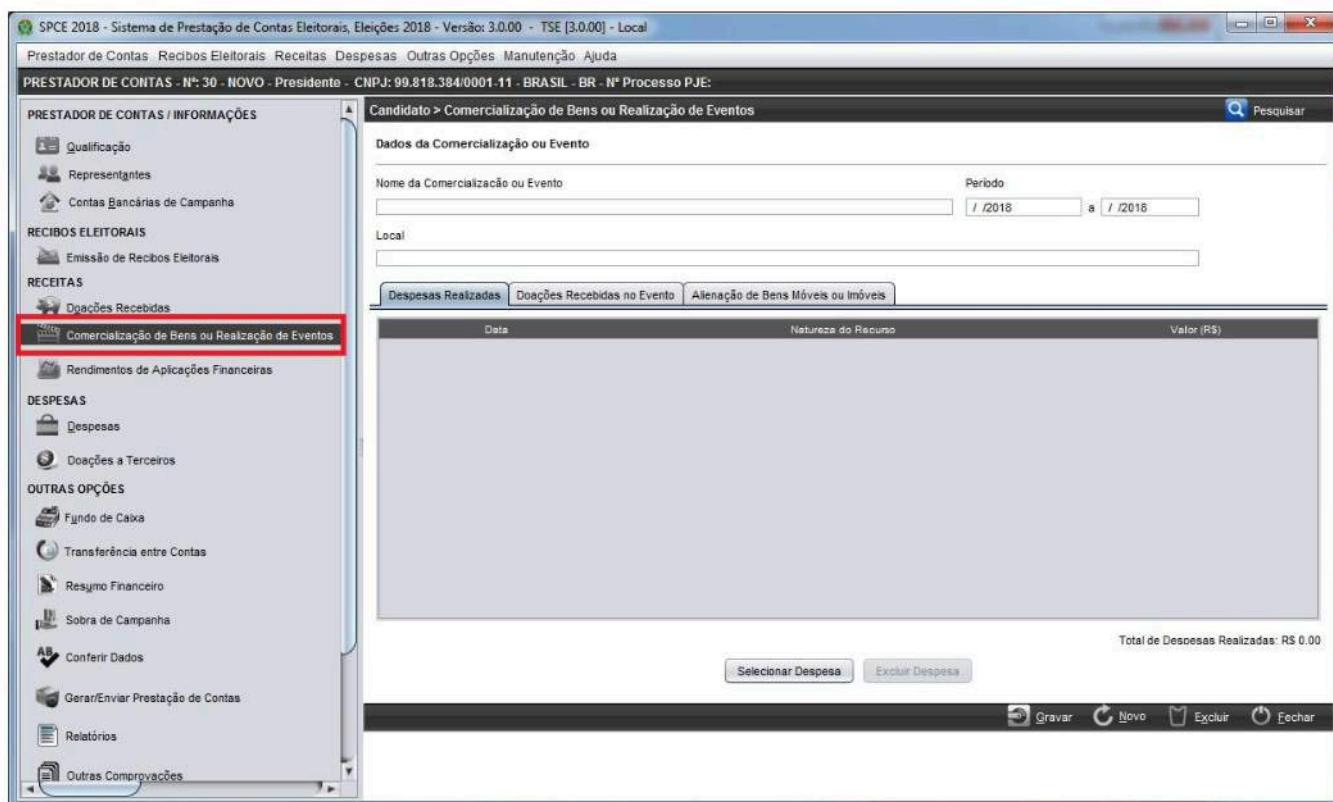 SPCE 2018 - Sistema de Prestação de Contas Eleitorais, Eleições 2018 - Versão: 3.0.00 - TSE [3.0.00] - Local
Prestador de Contas Recibos Eleitorais Receitas Despesas Outras Opções Manutenção Ajuda
PRESTADOR DE CONTAS - Nº: 30 - NOVO - Presidente - CNPJ: 99.818.384/0001-11 - BRASIL - BR - Nº Processo PJE:
PRESTADOR DE CONTAS / INFORMAÇÕES
Qualificação
Representantes
Contas Bancárias de Campanha
RECIBOS ELEITORAIS
Emissão de Recibos Eleitorais
RECEITAS
Doações Recebidas
Comercialização de Bens ou Realização de Eventos
Rendimentos de Aplicações Financeiras
DESPESAS
Despesas
Doações a Terceiros
OUTRAS OPÇÕES
Fundo de Caixa
Transferência entre Contas
Resumo Financeiro
Sobra de Campanha
Conferir Dados
Gerar/Enviar Prestação de Contas
Relatórios
Outras Comprovações
Candidato > Comercialização de Bens ou Realização de Eventos
Pesquisar
Dados da Comercialização ou Evento
Nome da Comercialização ou Evento
Período
/ /2018 a / /2018
Local
Despesas Realizadas Doações Recebidas no Evento Alienação de Bens Móveis ou Imóveis
Data Natureza do Recurso Valor (R$)
Total de Despesas Realizadas: R$ 0.00
Selecionar Despesa Excluir Despesa
Gravar Novo Excluir Fechar